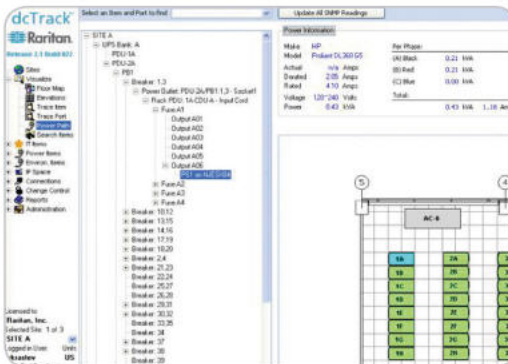 dcTrack
Raritan.
Release 2.1 Build 822
Sites
Visualize
Floor Map
Elevations
Trace Item
Trace Port
Power Path
Search Items
IT Items
Power Items
Environ. Items
IP Space
Connections
Change Control
Reports
Administration
Licensed to
Raritan, Inc.
Selected Site: 1 of 3
SITE A
Logged in User: Units
US
Select an Item and Port to find
Update All SNMP Readings
SITE A
UPS Bank: A
PDU-1A
PDU-2A
PB1
Breaker: 1,3
Power Outlet: PDU-2A/PB1:1,3 - Socket1
Rack PDU: 1A-CDU-A - Input Cord
Fuse A1
Output A01
Output A02
Output A03
Output A04
Output A05
Output A06
Fuse A2
Fuse A3
Fuse A4
Breaker: 10,12
Breaker: 13,15
Breaker: 14,16
Breaker: 17,19
Breaker: 18,20
Breaker: 2,4
Breaker: 21,23
Breaker: 22,24
Breaker: 25,27
Breaker: 26,28
Breaker: 29,31
Breaker: 30,32
Breaker: 33,35
Breaker: 34
Breaker: 37
Breaker: 38
Breaker: 39
Power Information
Make HP
Model Proliant DL360 G5
Actual n/a Amps
Derated 2.05 Amps
Rated 4.10 Amps
Voltage 120~240 Volts
Power 0.43 kVA
Per Phase:
(A) Black 0.21 kVA
(B) Red 0.21 kVA
(C) Blue 0.00 kVA
Total:
0.43 kVA 1.18 Am
5
4
AC-8
1A 2A
1B 2B
1C 2C
1D 2D
1E 2E
1F 2F
1G 2G
1H 2H